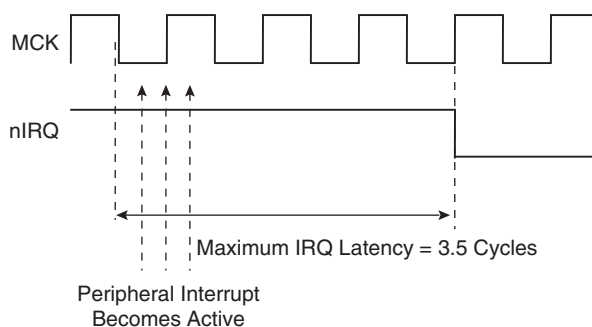 MCK
nIRQ
Maximum IRQ Latency = 3.5 Cycles
Peripheral Interrupt
Becomes Active